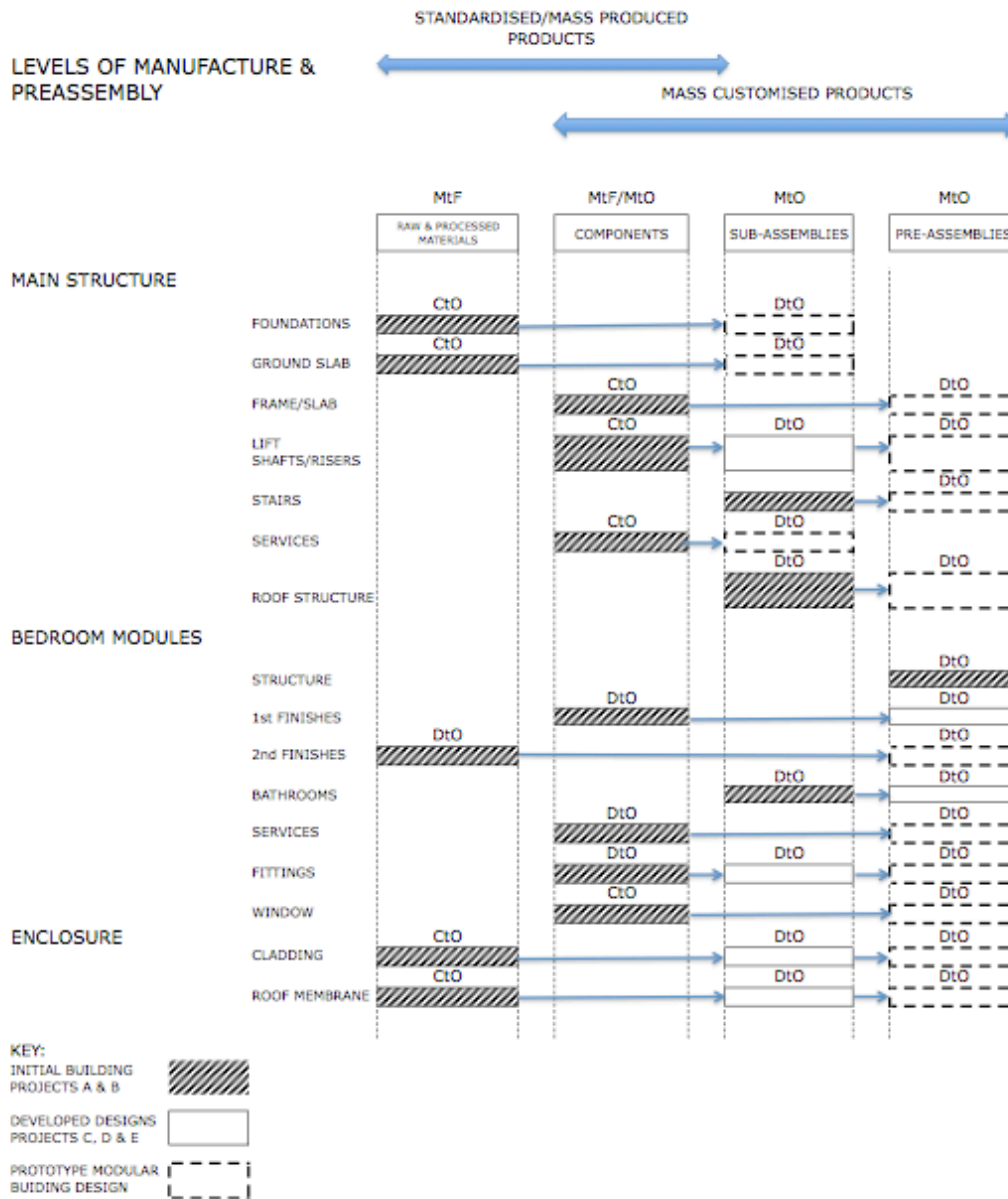 STANDARDISED/MASS PRODUCED
PRODUCTS
LEVELS OF MANUFACTURE &
PREASSEMBLY
MASS CUSTOMISED PRODUCTS
MtF
MtF/MtO
MtO
MtO
RAW & PROCESSED
MATERIALS
COMPONENTS
SUB-ASSEMBLIES
PRE-ASSEMBLIES
MAIN STRUCTURE
CtO
DtO
FOUNDATIONS
CtO
DtO
GROUND SLAB
CtO
DtO
FRAME/SLAB
CtO
DtO
DtO
LIFT
SHAFTS/RISERS
DtO
STAIRS
CtO
DtO
SERVICES
DtO
DtO
ROOF STRUCTURE
BEDROOM MODULES
DtO
STRUCTURE
DtO
DtO
1st FINISHES
DtO
DtO
2nd FINISHES
DtO
DtO
BATHROOMS
DtO
DtO
SERVICES
DtO
DtO
DtO
FITTINGS
CtO
DtO
WINDOW
ENCLOSURE
CtO
DtO
DtO
CLADDING
CtO
DtO
DtO
ROOF MEMBRANE
KEY:
INITIAL BUILDING
PROJECTS A & B
DEVELOPED DESIGNS
PROJECTS C, D & E
PROTOTYPE MODULAR
BUIDING DESIGN